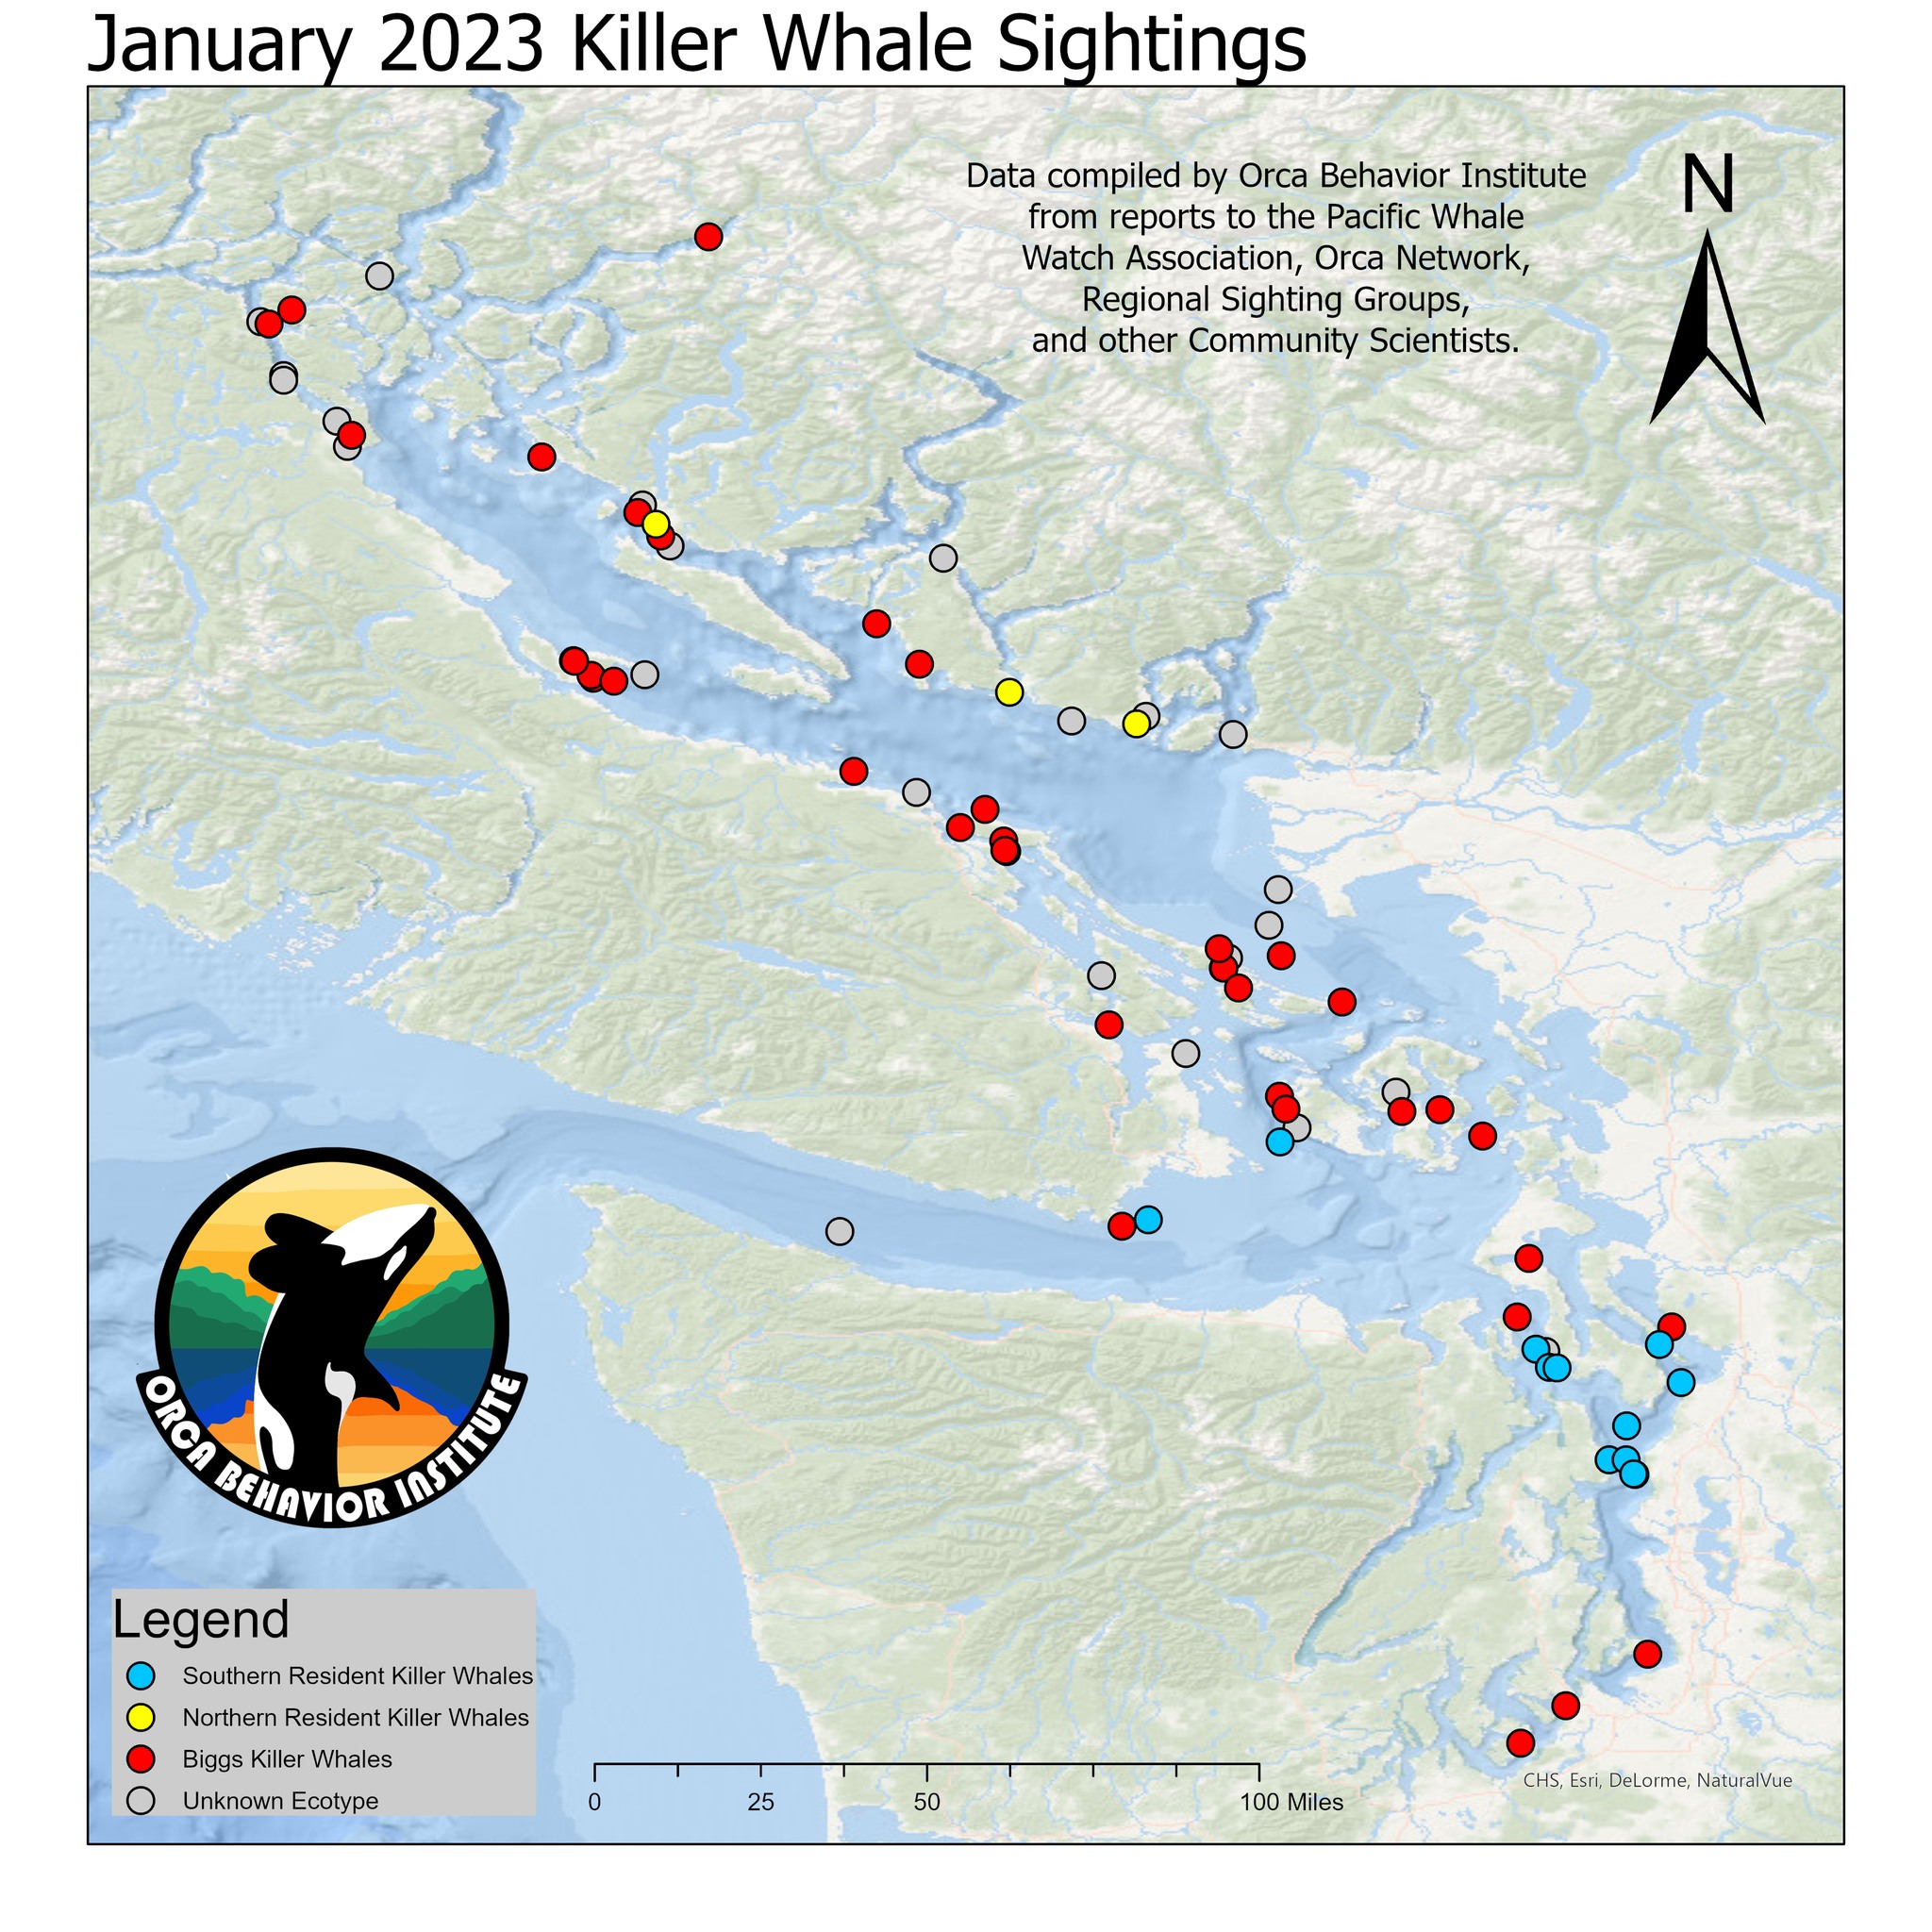 January 2023 Killer Whale Sightings
Data compiled by Orca Behavior Institute
from reports to the Pacific Whale
Watch Association, Orca Network,
Regional Sighting Groups,
and other Community Scientists.
N
ORCA BEHAVIOR INSTITUTE
Legend
Southern Resident Killer Whales
Northern Resident Killer Whales
Biggs Killer Whales
Unknown Ecotype
0 25 50 100 Miles
CHS, Esri, DeLorme, NaturalVue